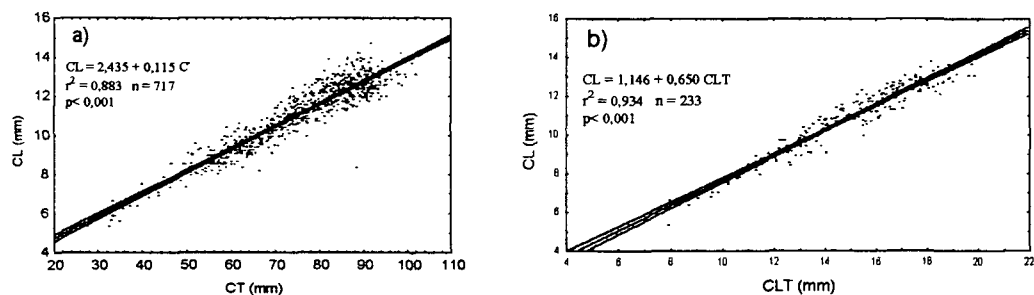 a)
CL = 2,435 + 0,115 C
r² = 0,883 n = 717
p< 0,001
CL (mm)
16
14
12
10
8
6
4
20 30 40 50 60 70 80 90 100 110
CT (mm)
b)
CL = 1,146 + 0,650 CLT
r² = 0,934 n = 233
p< 0,001
CL (mm)
16
14
12
10
8
6
4
4 6 8 10 12 14 16 18 20 22
CLT (mm)